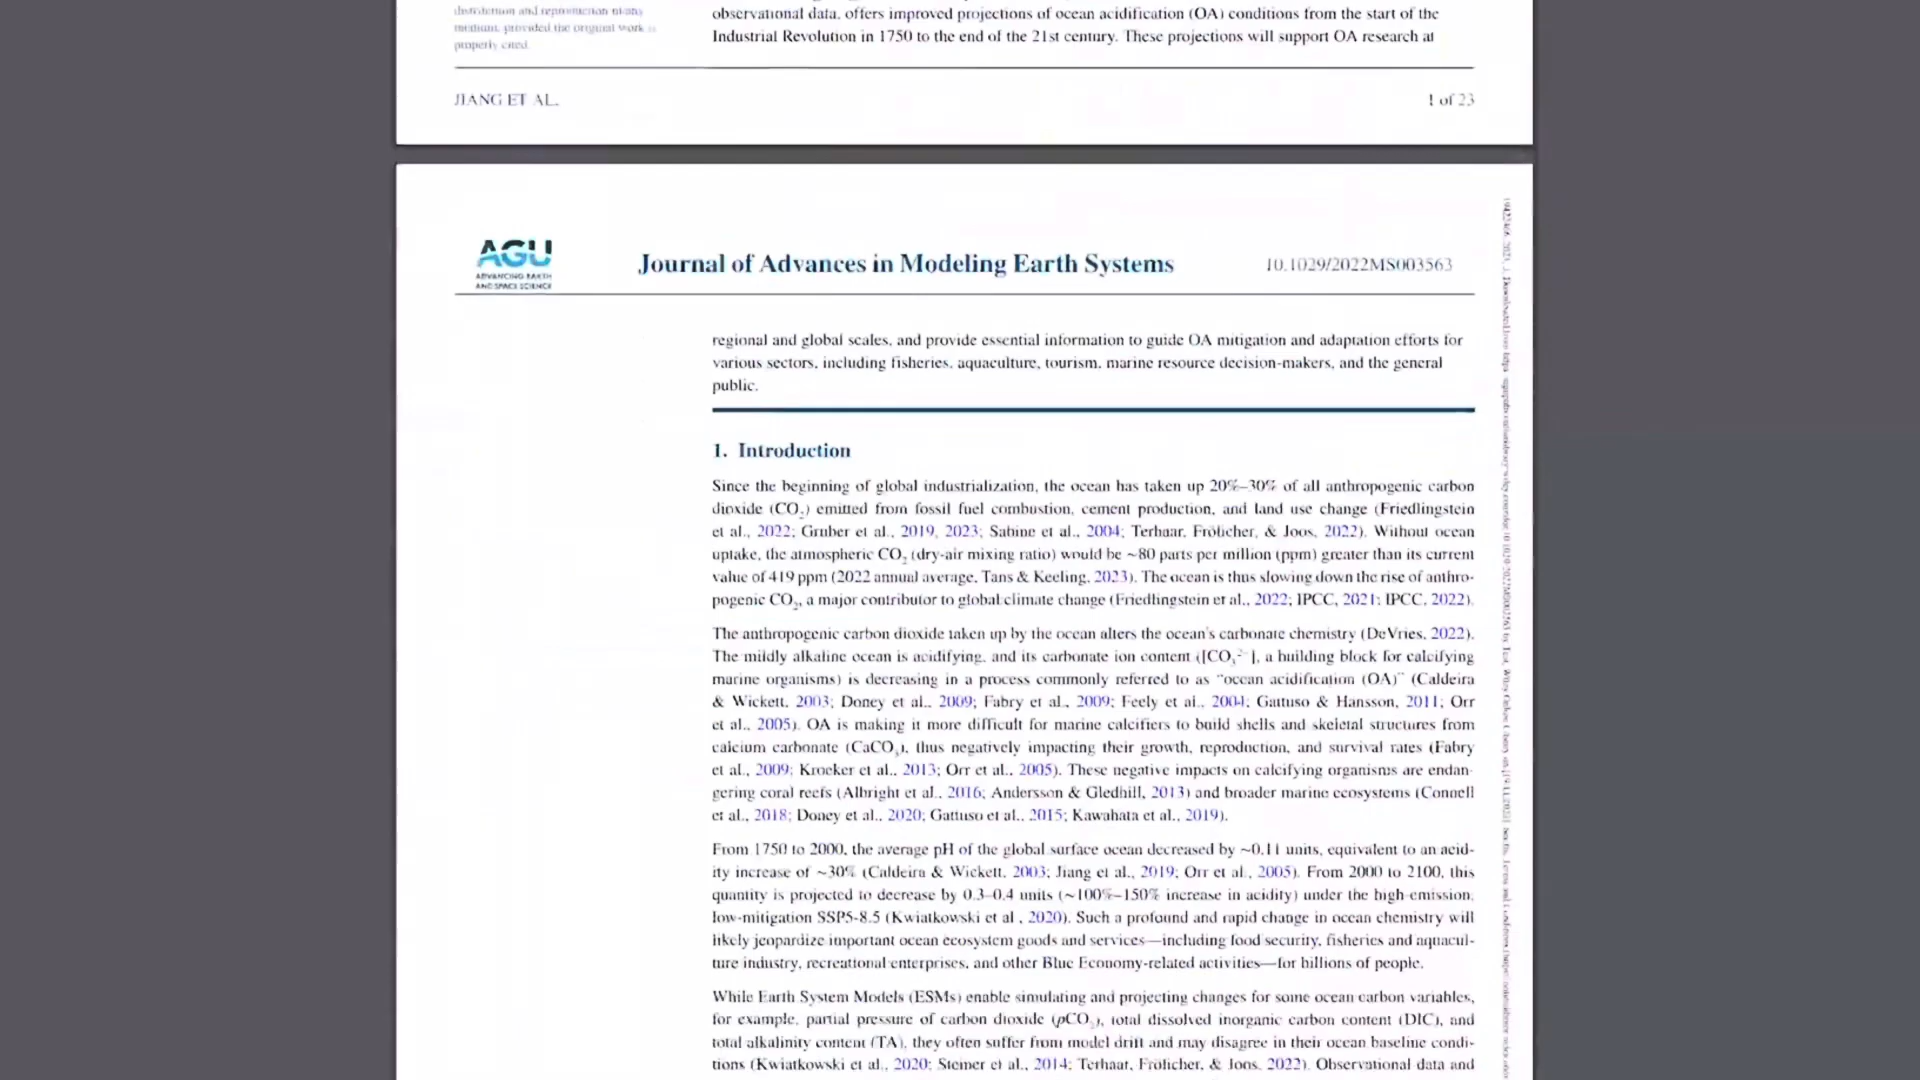 distribution and reproduction in any
medium, provided the original work is
properly cited.
observational data, offers improved projections of ocean acidification (OA) conditions from the start of the
Industrial Revolution in 1750 to the end of the 21st century. These projections will support OA research at
JIANG ET AL.
1 of 23
AGU
ADVANCING EARTH
AND SPACE SCIENCE
Journal of Advances in Modeling Earth Systems
10.1029/2022MS003563
regional and global scales, and provide essential information to guide OA mitigation and adaptation efforts for
various sectors, including fisheries, aquaculture, tourism, marine resource decision-makers, and the general
public.
1. Introduction
Since the beginning of global industrialization, the ocean has taken up 20%–30% of all anthropogenic carbon
dioxide (CO₂) emitted from fossil fuel combustion, cement production, and land use change (Friedlingstein
et al., 2022; Gruber et al., 2019, 2023; Sabine et al., 2004; Terhaar, Frölicher, & Joos, 2022). Without ocean
uptake, the atmospheric CO₂ (dry-air mixing ratio) would be ~80 parts per million (ppm) greater than its current
value of 419 ppm (2022 annual average, Tans & Keeling, 2023). The ocean is thus slowing down the rise of anthro-
pogenic CO₂, a major contributor to global climate change (Friedlingstein et al., 2022; IPCC, 2021; IPCC, 2022).
The anthropogenic carbon dioxide taken up by the ocean alters the ocean's carbonate chemistry (DeVries, 2022).
The mildly alkaline ocean is acidifying, and its carbonate ion content ([CO₃²⁻], a building block for calcifying
marine organisms) is decreasing in a process commonly referred to as "ocean acidification (OA)" (Caldeira
& Wickett, 2003; Doney et al., 2009; Fabry et al., 2009; Feely et al., 2004; Gattuso & Hansson, 2011; Orr
et al., 2005). OA is making it more difficult for marine calcifiers to build shells and skeletal structures from
calcium carbonate (CaCO₃), thus negatively impacting their growth, reproduction, and survival rates (Fabry
et al., 2009; Kroeker et al., 2013; Orr et al., 2005). These negative impacts on calcifying organisms are endan-
gering coral reefs (Albright et al., 2016; Andersson & Gledhill, 2013) and broader marine ecosystems (Connell
et al., 2018; Doney et al., 2020; Gattuso et al., 2015; Kawahata et al., 2019).
From 1750 to 2000, the average pH of the global surface ocean decreased by ~0.11 units, equivalent to an acid-
ity increase of ~30% (Caldeira & Wickett, 2003; Jiang et al., 2019; Orr et al., 2005). From 2000 to 2100, this
quantity is projected to decrease by 0.3–0.4 units (~100%–150% increase in acidity) under the high-emission,
low-mitigation SSP5-8.5 (Kwiatkowski et al., 2020). Such a profound and rapid change in ocean chemistry will
likely jeopardize important ocean ecosystem goods and services—including food security, fisheries and aquacul-
ture industry, recreational enterprises, and other Blue Economy-related activities—for billions of people.
While Earth System Models (ESMs) enable simulating and projecting changes for some ocean carbon variables,
for example, partial pressure of carbon dioxide (pCO₂), total dissolved inorganic carbon content (DIC), and
total alkalinity content (TA), they often suffer from model drift and may disagree in their ocean baseline condi-
tions (Kwiatkowski et al., 2020; Steiner et al., 2014; Terhaar, Frölicher, & Joos, 2022). Observational data and